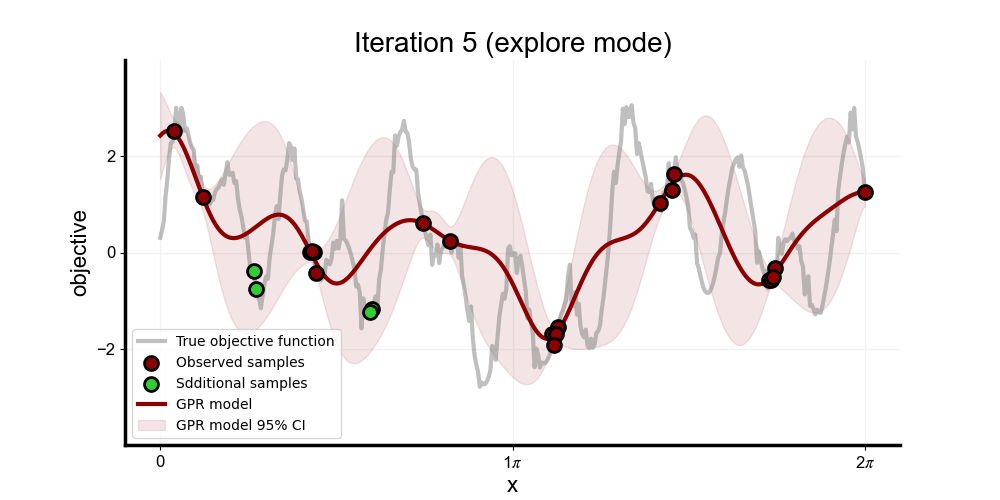 Iteration 5 (explore mode)
objective
2
0
−2
True objective function
Observed samples
Sdditional samples
GPR model
GPR model 95% CI
0
1π
2π
x